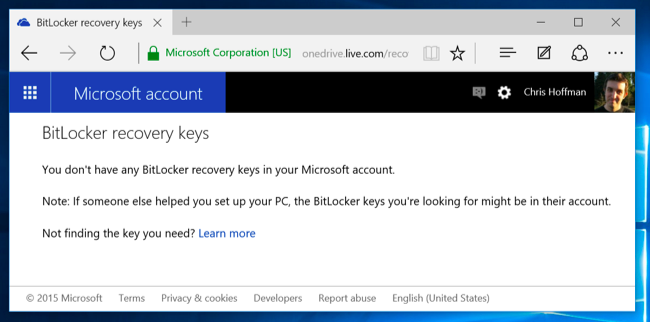 BitLocker recovery keys
Microsoft Corporation [US] onedrive.live.com/reco
Microsoft account
Chris Hoffman
BitLocker recovery keys
You don't have any BitLocker recovery keys in your Microsoft account.
Note: If someone else helped you set up your PC, the BitLocker keys you're looking for might be in their account.
Not finding the key you need? Learn more
© 2015 Microsoft Terms Privacy & cookies Developers Report abuse English (United States)